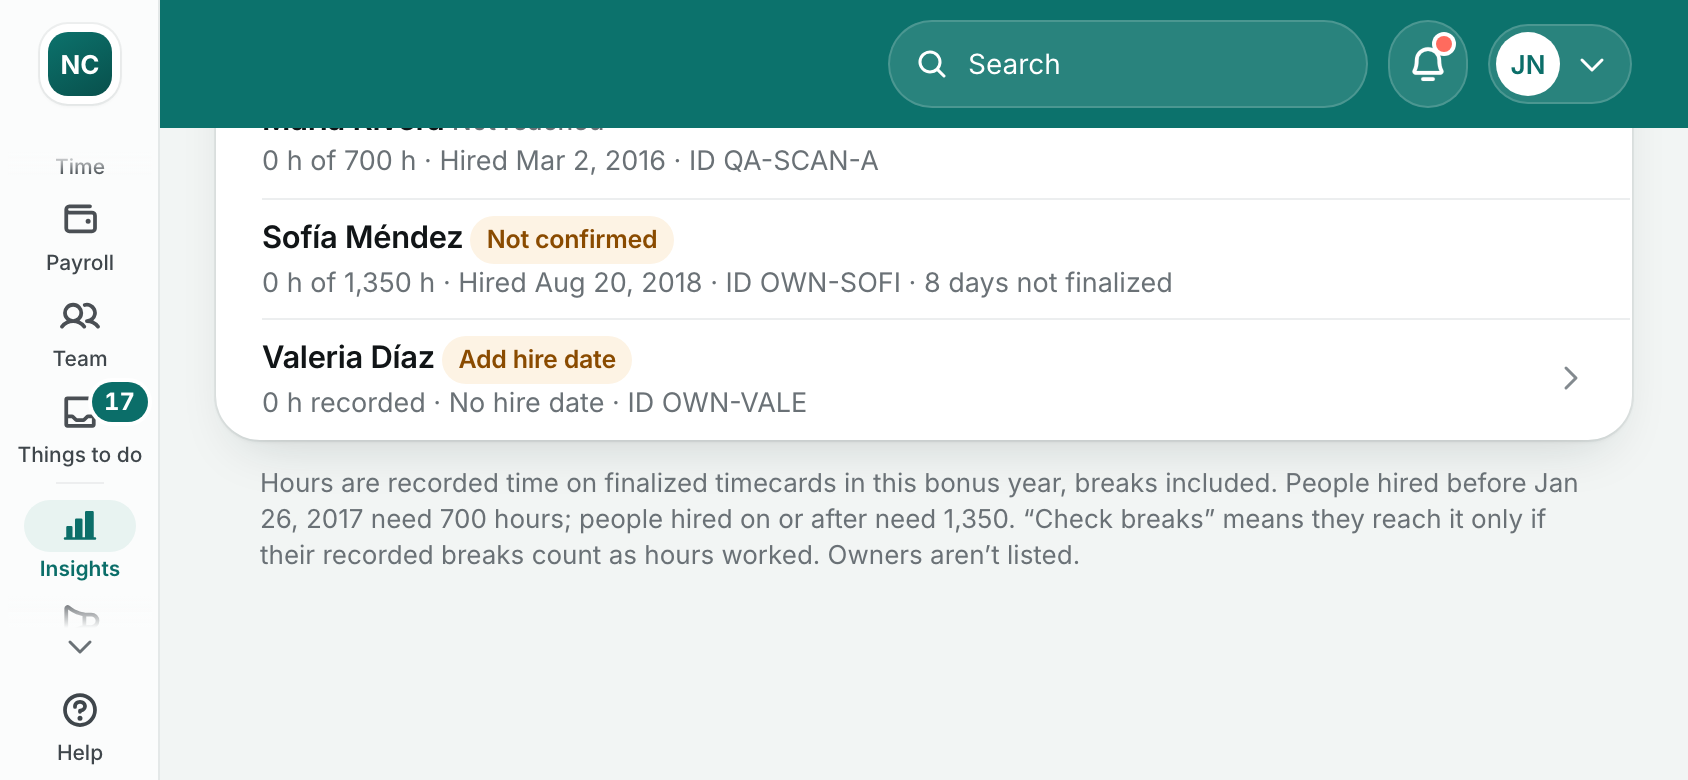 NC
Search
JN
Time
Payroll
Team
17
Things to do
Insights
Help
0 h of 700 h · Hired Mar 2, 2016 · ID QA-SCAN-A
Sofía Méndez Not confirmed
0 h of 1,350 h · Hired Aug 20, 2018 · ID OWN-SOFI · 8 days not finalized
Valeria Díaz Add hire date
0 h recorded · No hire date · ID OWN-VALE
Hours are recorded time on finalized timecards in this bonus year, breaks included. People hired before Jan
26, 2017 need 700 hours; people hired on or after need 1,350. “Check breaks” means they reach it only if
their recorded breaks count as hours worked. Owners aren’t listed.